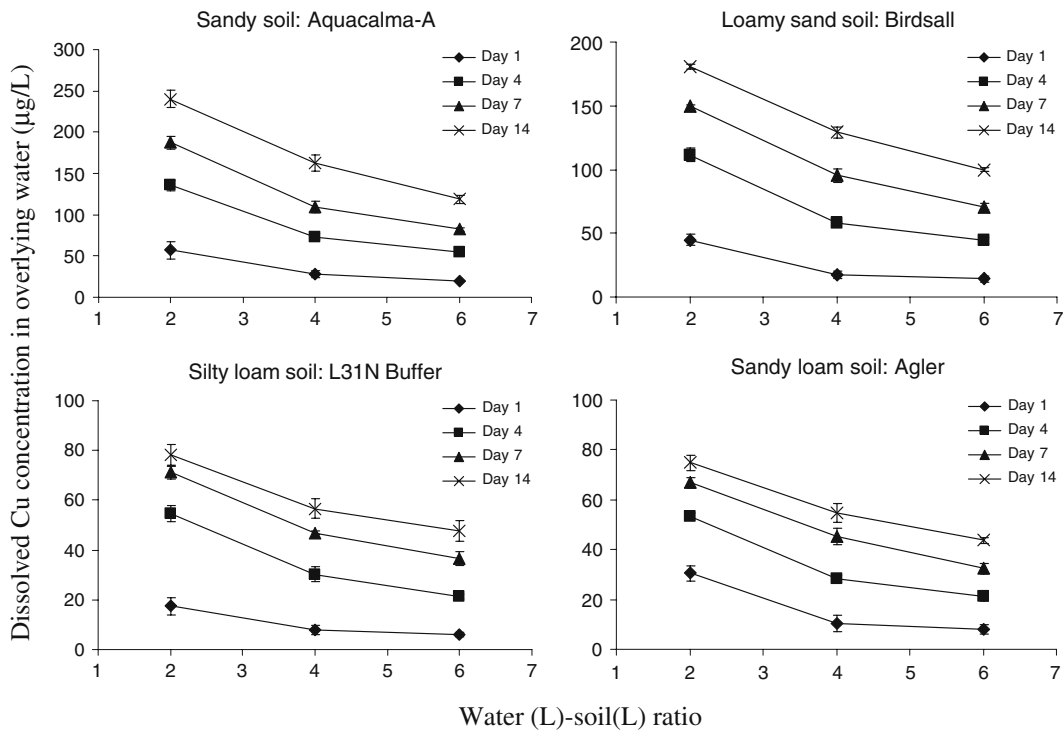 Sandy soil: Aquacalma-A
300
250
200
150
100
50
0
1 2 3 4 5 6 7
Day 1
Day 4
Day 7
Day 14
Loamy sand soil: Birdsall
200
150
100
50
0
1 2 3 4 5 6 7
Day 1
Day 4
Day 7
Day 14
Silty loam soil: L31N Buffer
100
80
60
40
20
0
1 2 3 4 5 6 7
Day 1
Day 4
Day 7
Day 14
Sandy loam soil: Agler
100
80
60
40
20
0
1 2 3 4 5 6 7
Day 1
Day 4
Day 7
Day 14
Dissolved Cu concentration in overlying water (µg/L)
Water (L)-soil(L) ratio